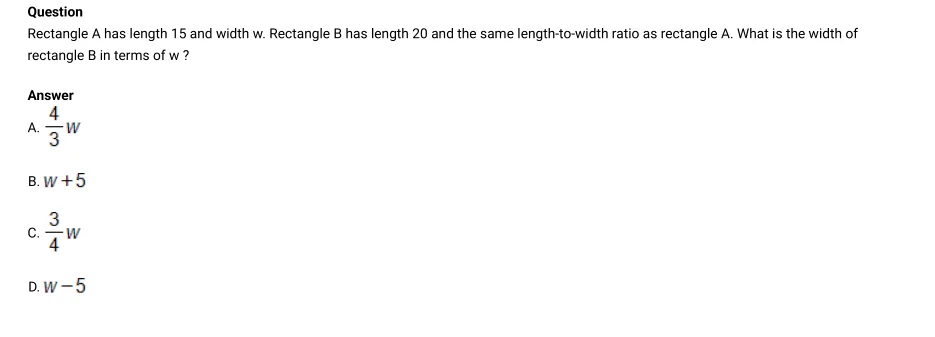 Question
Rectangle A has length 15 and width w. Rectangle B has length 20 and the same length-to-width ratio as rectangle A. What is the width of
rectangle B in terms of w ?
Answer
A. 4/3 w
B. w+5
C. 3/4 w
D. w−5